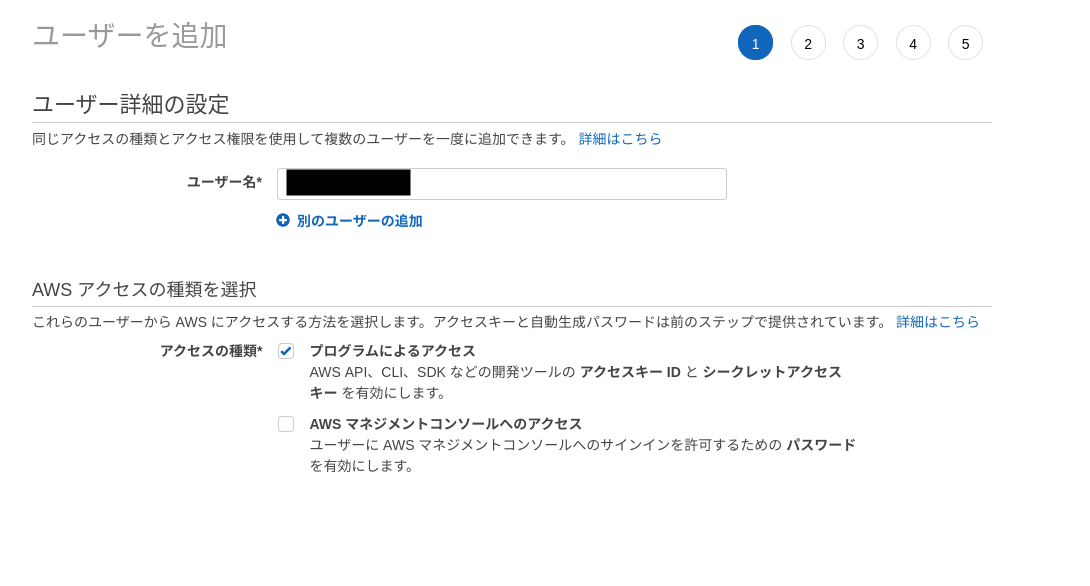 ユーザーを追加
1 2 3 4 5
ユーザー詳細の設定
同じアクセスの種類とアクセス権限を使用して複数のユーザーを一度に追加できます。 詳細はこちら
ユーザー名*
別のユーザーの追加
AWS アクセスの種類を選択
これらのユーザーから AWS にアクセスする方法を選択します。アクセスキーと自動生成パスワードは前のステップで提供されています。 詳細はこちら
アクセスの種類* プログラムによるアクセス
AWS API、CLI、SDK などの開発ツールの アクセスキー ID と シークレットアクセス
キー を有効にします。
AWS マネジメントコンソールへのアクセス
ユーザーに AWS マネジメントコンソールへのサインインを許可するための パスワード
を有効にします。